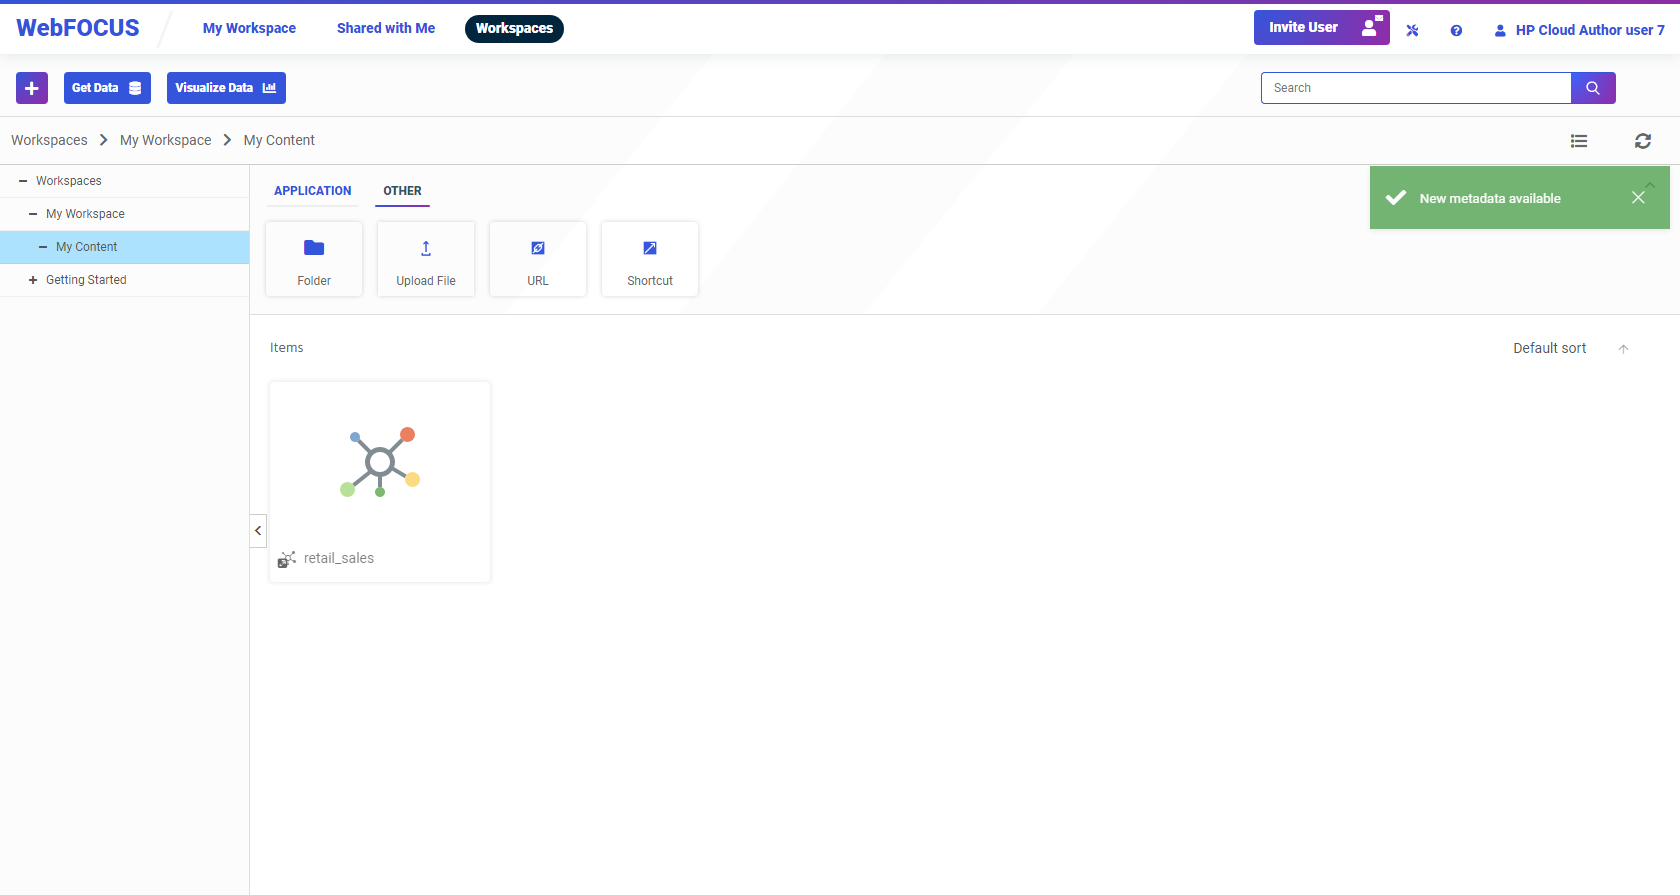 WebFOCUS
My Workspace
Shared with Me
Workspaces
Invite User
HP Cloud Author user 7
Get Data
Visualize Data
Search
Workspaces
My Workspace
My Content
Workspaces
My Workspace
My Content
Getting Started
APPLICATION
OTHER
New metadata available
Folder
Upload File
URL
Shortcut
Items
Default sort
retail_sales